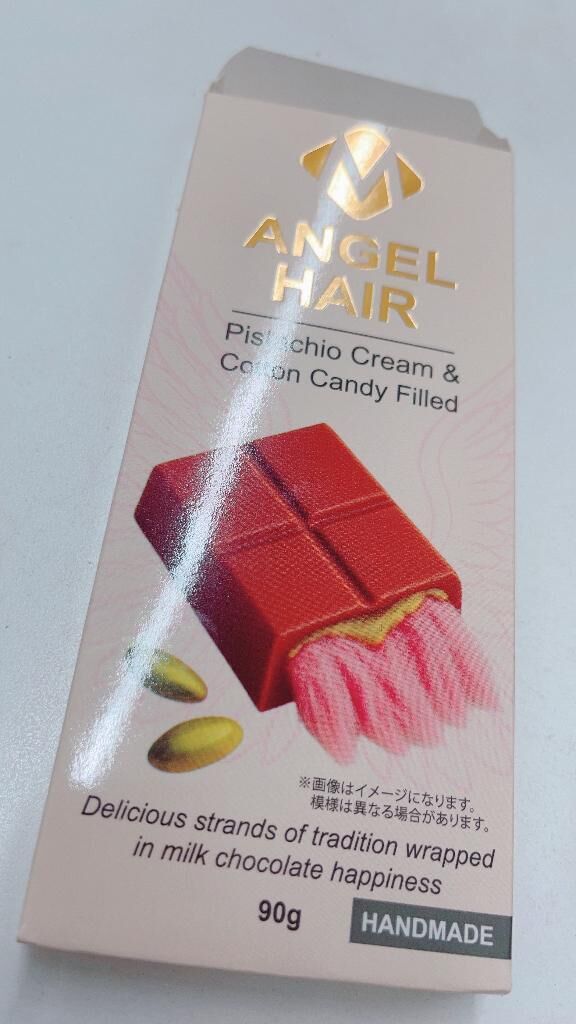 ANGEL
HAIR
Pistachio Cream &
Cotton Candy Filled
※画像はイメージになります。
模様は異なる場合があります。
Delicious strands of tradition wrapped
in milk chocolate happiness
90g
HANDMADE